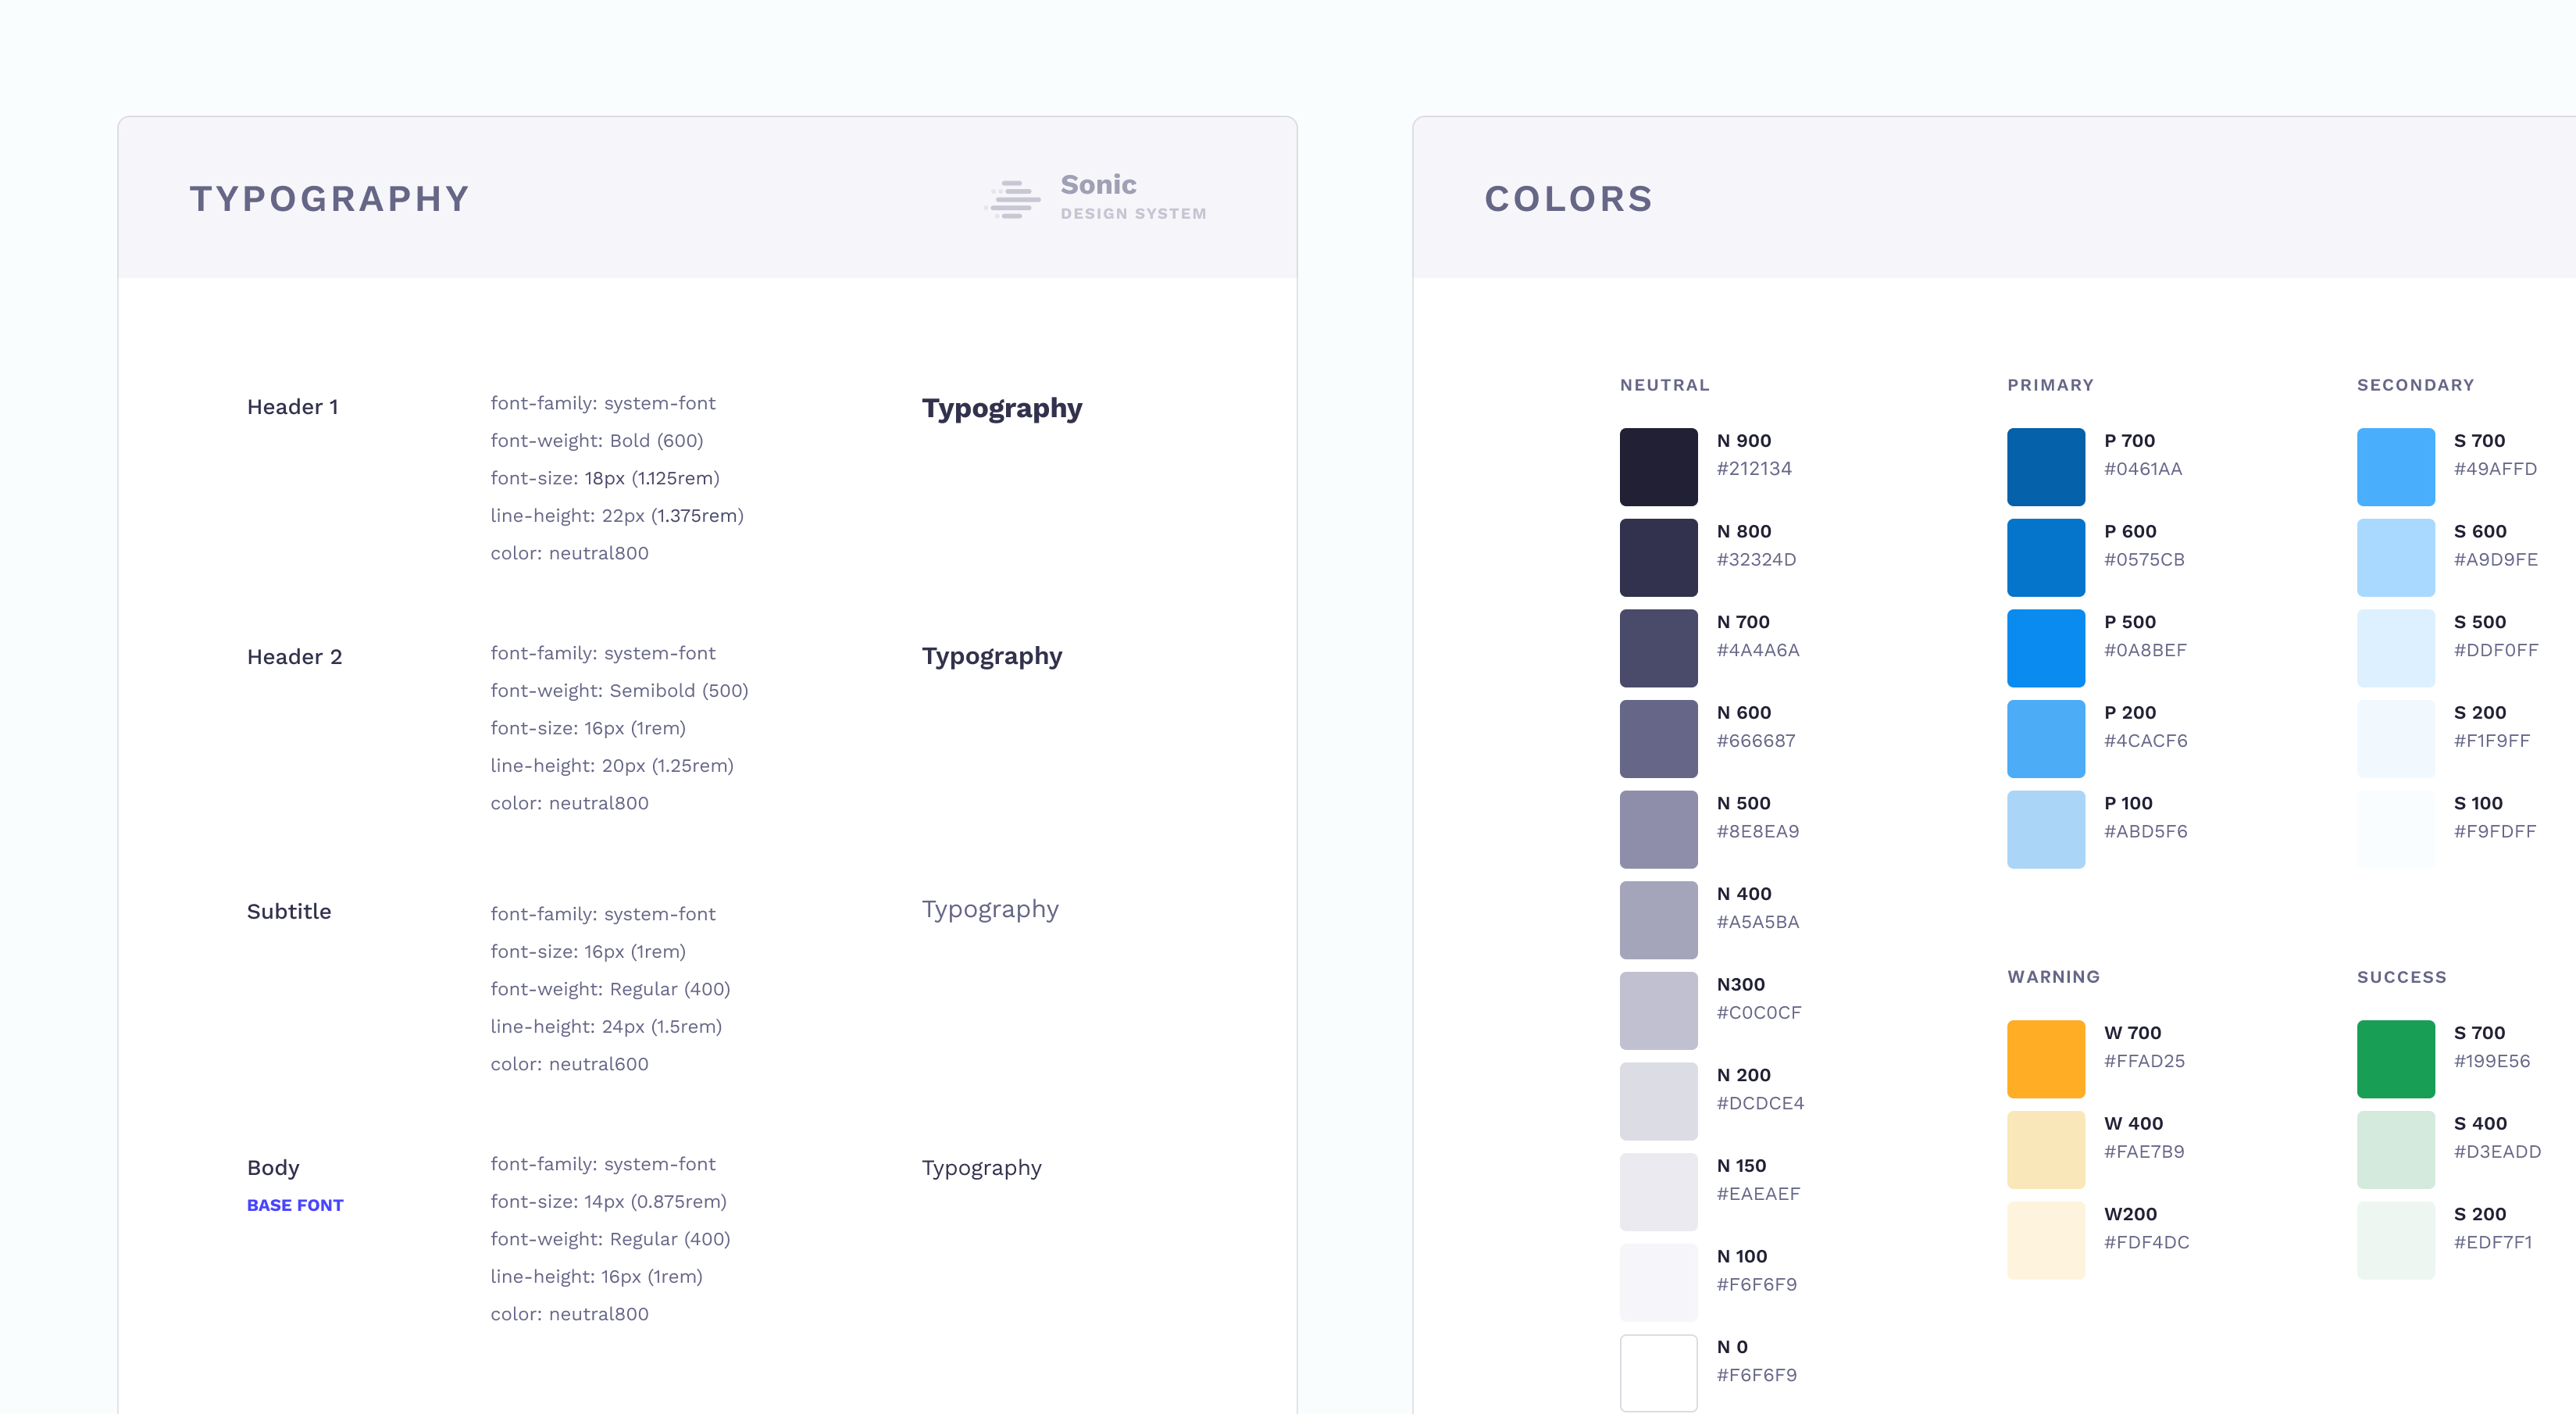 TYPOGRAPHY
Sonic
DESIGN SYSTEM
Header 1
font-family: system-font
font-weight: Bold (600)
font-size: 18px (1.125rem)
line-height: 22px (1.375rem)
color: neutral800
Typography
Header 2
font-family: system-font
font-weight: Semibold (500)
font-size: 16px (1rem)
line-height: 20px (1.25rem)
color: neutral800
Typography
Subtitle
font-family: system-font
font-size: 16px (1rem)
font-weight: Regular (400)
line-height: 24px (1.5rem)
color: neutral600
Typography
Body
BASE FONT
font-family: system-font
font-size: 14px (0.875rem)
font-weight: Regular (400)
line-height: 16px (1rem)
color: neutral800
Typography
COLORS
NEUTRAL
N 900
#212134
N 800
#32324D
N 700
#4A4A6A
N 600
#666687
N 500
#8E8EA9
N 400
#A5A5BA
N300
#C0C0CF
N 200
#DCDCE4
N 150
#EAEAEF
N 100
#F6F6F9
N 0
#F6F6F9
PRIMARY
P 700
#0461AA
P 600
#0575CB
P 500
#0A8BEF
P 200
#4CACF6
P 100
#ABD5F6
SECONDARY
S 700
#49AFFD
S 600
#A9D9FE
S 500
#DDF0FF
S 200
#F1F9FF
S 100
#F9FDFF
WARNING
W 700
#FFAD25
W 400
#FAE7B9
W200
#FDF4DC
SUCCESS
S 700
#199E56
S 400
#D3EADD
S 200
#EDF7F1